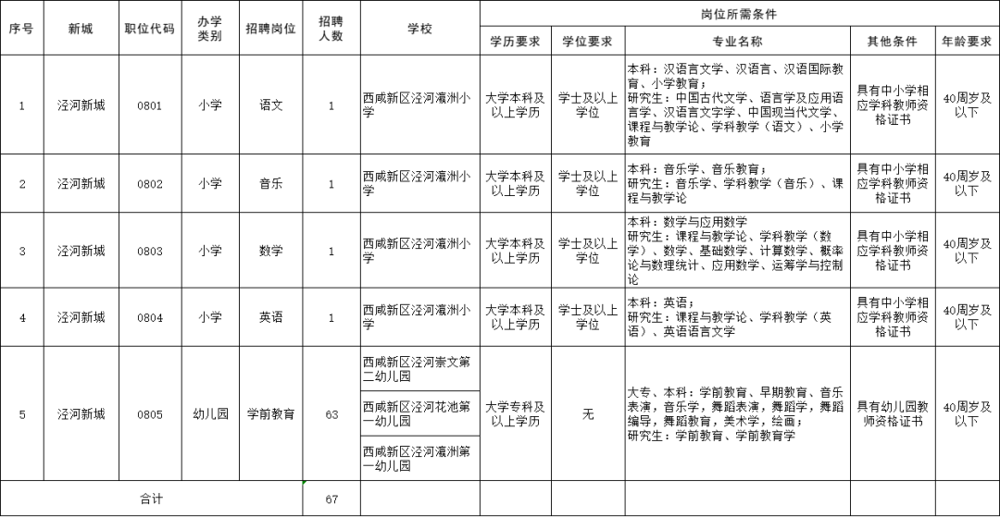 序号
新城
职位代码
办学
类别
招聘岗位
招聘
人数
学校
岗位所需条件
学历要求
学位要求
专业名称
其他条件
年龄要求
1
泾河新城
0801
小学
语文
1
西咸新区泾河瀛洲小
学
大学本科及
以上学历
学士及以上
学位
本科：汉语言文学、汉语言、汉语国际教
育、小学教育；
研究生：中国古代文学、语言学及应用语
言学、汉语言文字学、中国现当代文学、
课程与教学论、学科教学（语文）、小学
教育
具有中小学相
应学科教师资
格证书
40周岁及
以下
2
泾河新城
0802
小学
音乐
1
西咸新区泾河瀛洲小
学
大学本科及
以上学历
学士及以上
学位
本科：音乐学、音乐教育；
研究生：音乐学、学科教学（音乐）、课
程与教学论
具有中小学相
应学科教师资
格证书
40周岁及
以下
3
泾河新城
0803
小学
数学
1
西咸新区泾河瀛洲小
学
大学本科及
以上学历
学士及以上
学位
本科：数学与应用数学
研究生：课程与教学论、学科教学（数
学）、数学、基础数学、计算数学、概率
论与数理统计、应用数学、运筹学与控制
论
具有中小学相
应学科教师资
格证书
40周岁及
以下
4
泾河新城
0804
小学
英语
1
西咸新区泾河瀛洲小
学
大学本科及
以上学历
学士及以上
学位
本科：英语；
研究生：课程与教学论、学科教学（英
语）、英语语言文学
具有中小学相
应学科教师资
格证书
40周岁及
以下
5
泾河新城
0805
幼儿园
学前教育
63
西咸新区泾河崇文第
二幼儿园
西咸新区泾河花池第
一幼儿园
西咸新区泾河瀛洲第
一幼儿园
大学专科及
以上学历
无
大专、本科：学前教育、早期教育、音乐
表演，音乐学，舞蹈表演，舞蹈学，舞蹈
编导，舞蹈教育，美术学，绘画；
研究生：学前教育、学前教育学
具有幼儿园教
师资格证书
40周岁及
以下
合计
67